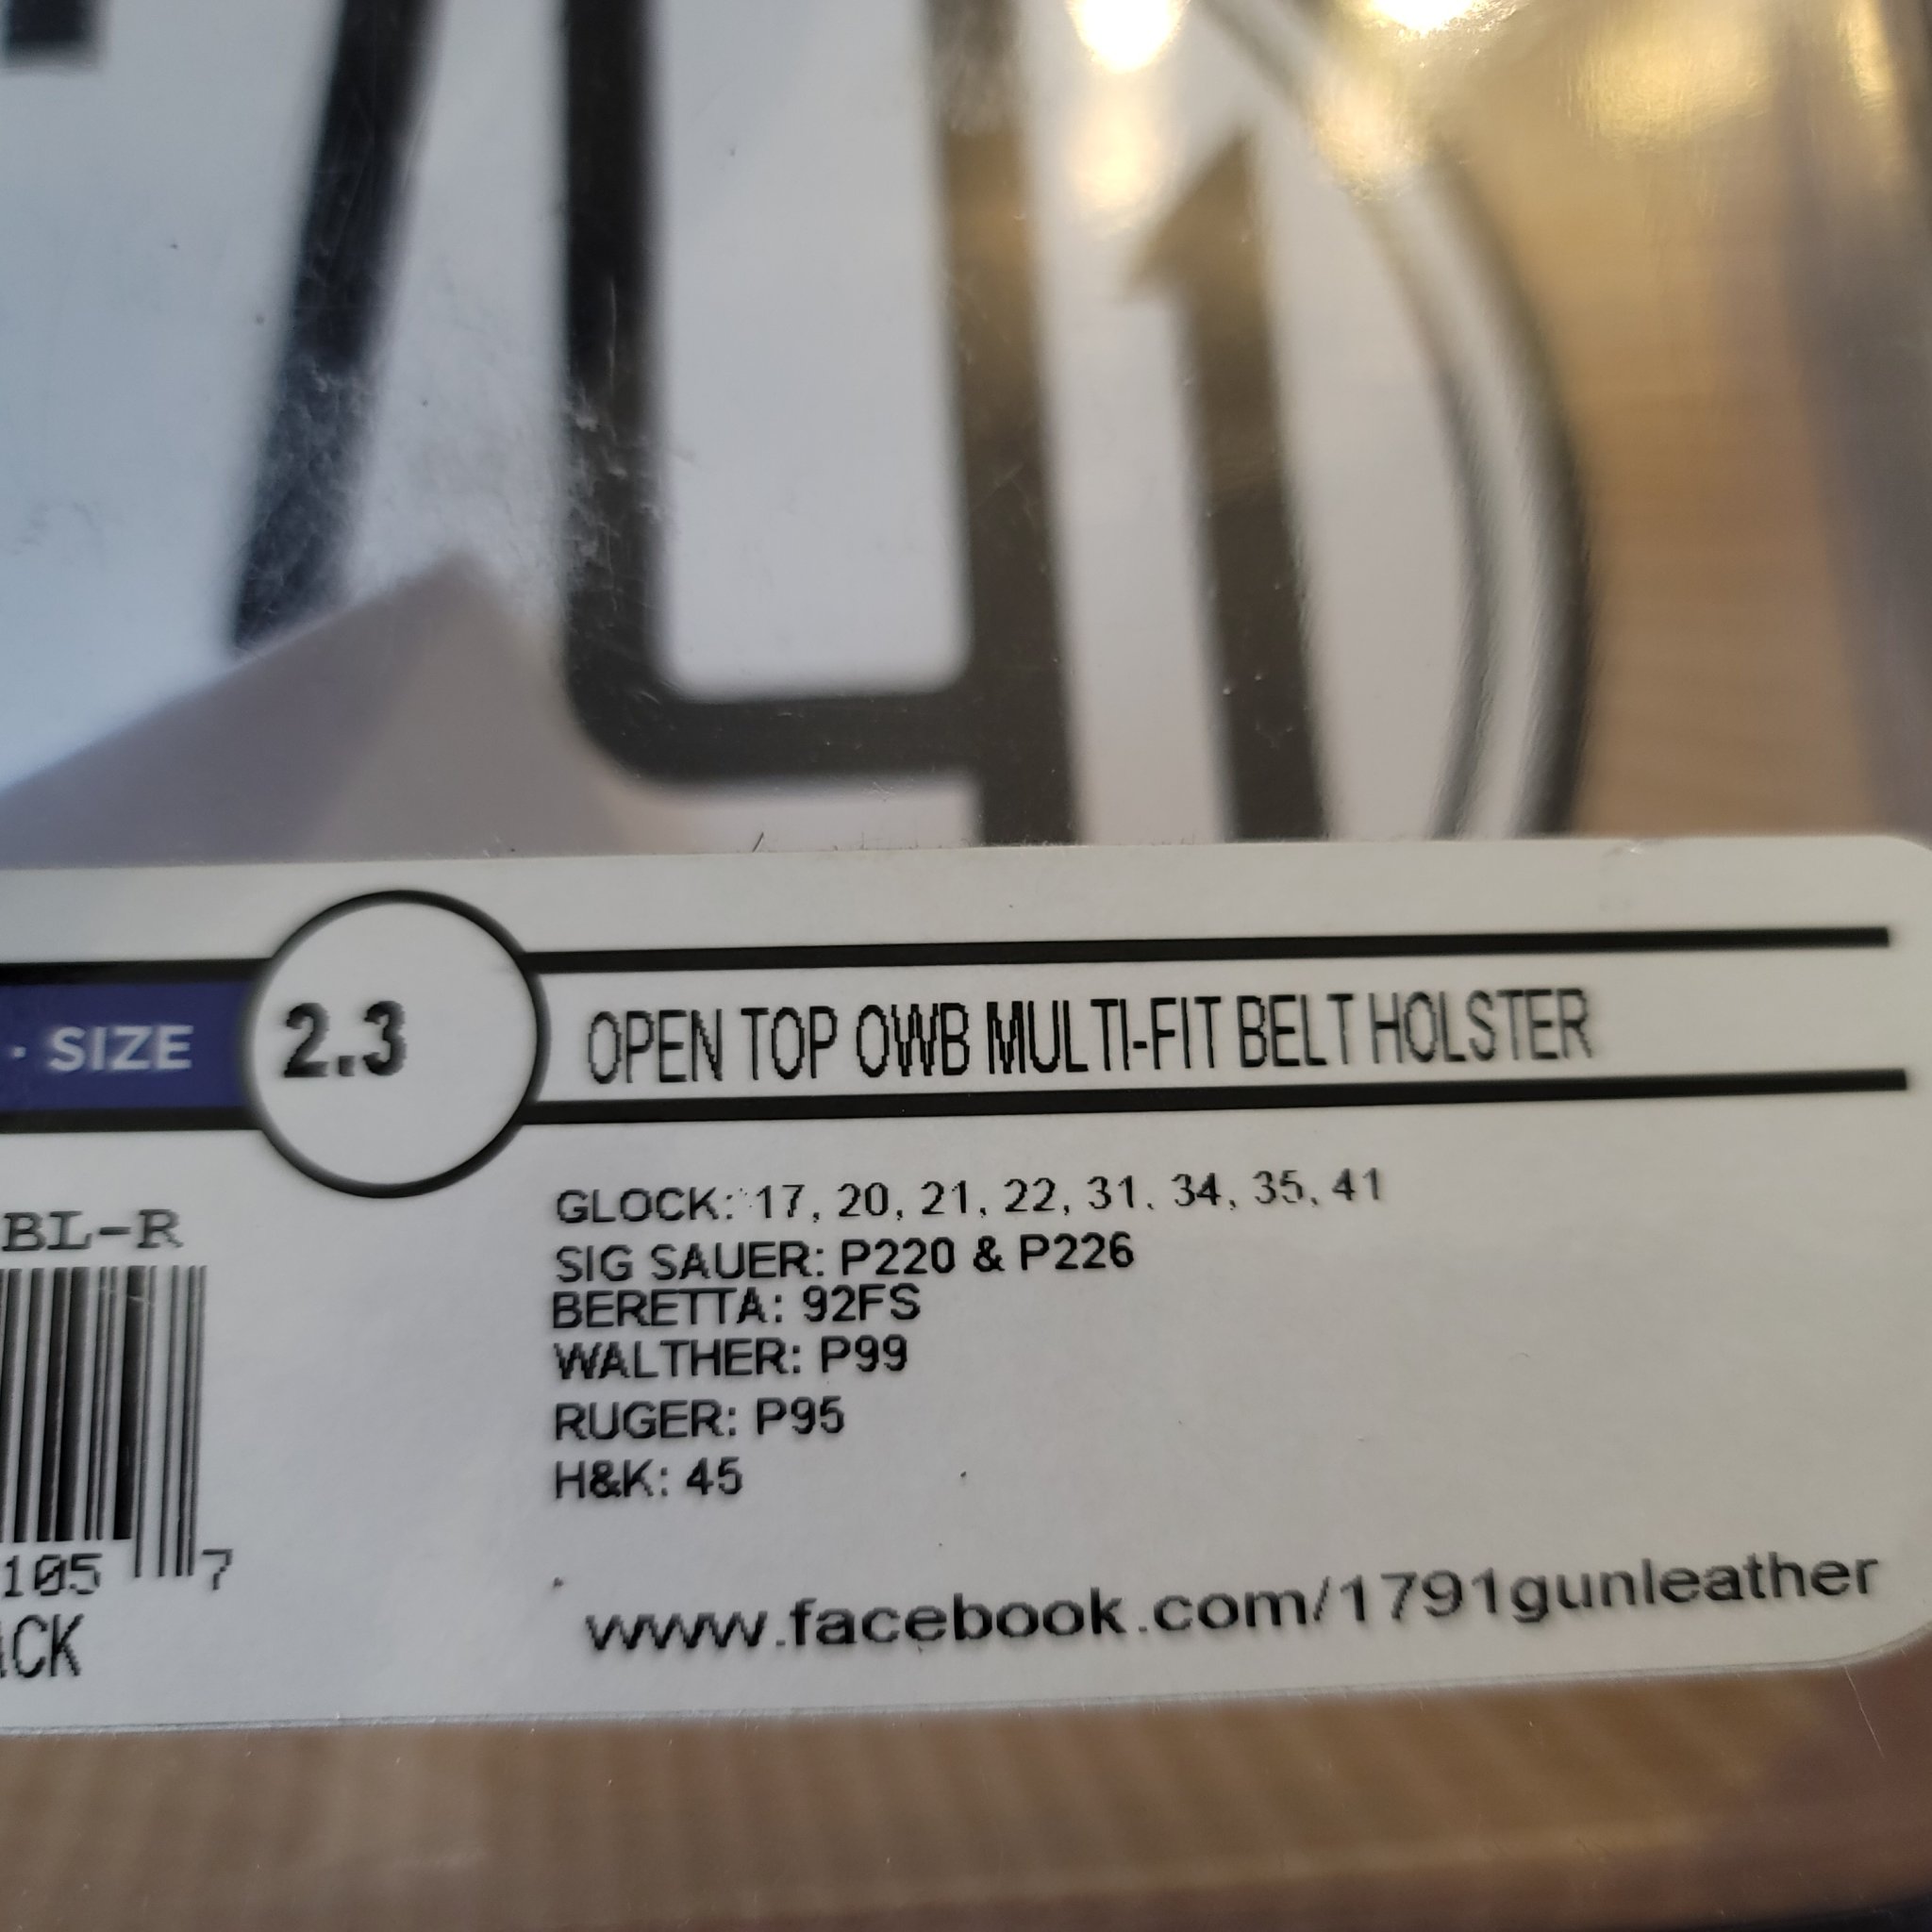 · SIZE 2.3 OPEN TOP OWB MULTI-FIT BELT HOLSTER
BL-R
105 7
ACK
GLOCK: 17, 20, 21, 22, 31, 34, 35, 41
SIG SAUER: P220 & P226
BERETTA: 92FS
WALTHER: P99
RUGER: P95
H&K: 45
www.facebook.com/1791gunleather